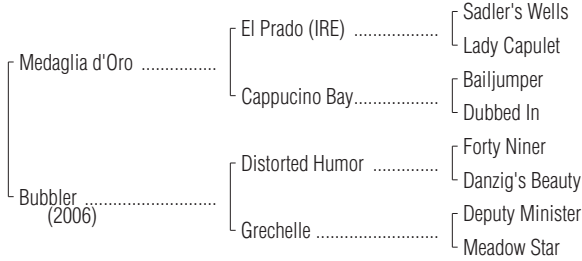 Sadler's Wells
El Prado (IRE) ..................
Lady Capulet
Medaglia d'Oro ................
Bailjumper
Cappucino Bay..................
Dubbed In
Forty Niner
Distorted Humor ..............
Danzig's Beauty
Bubbler ............................
(2006)
Deputy Minister
Grechelle ..........................
Meadow Star